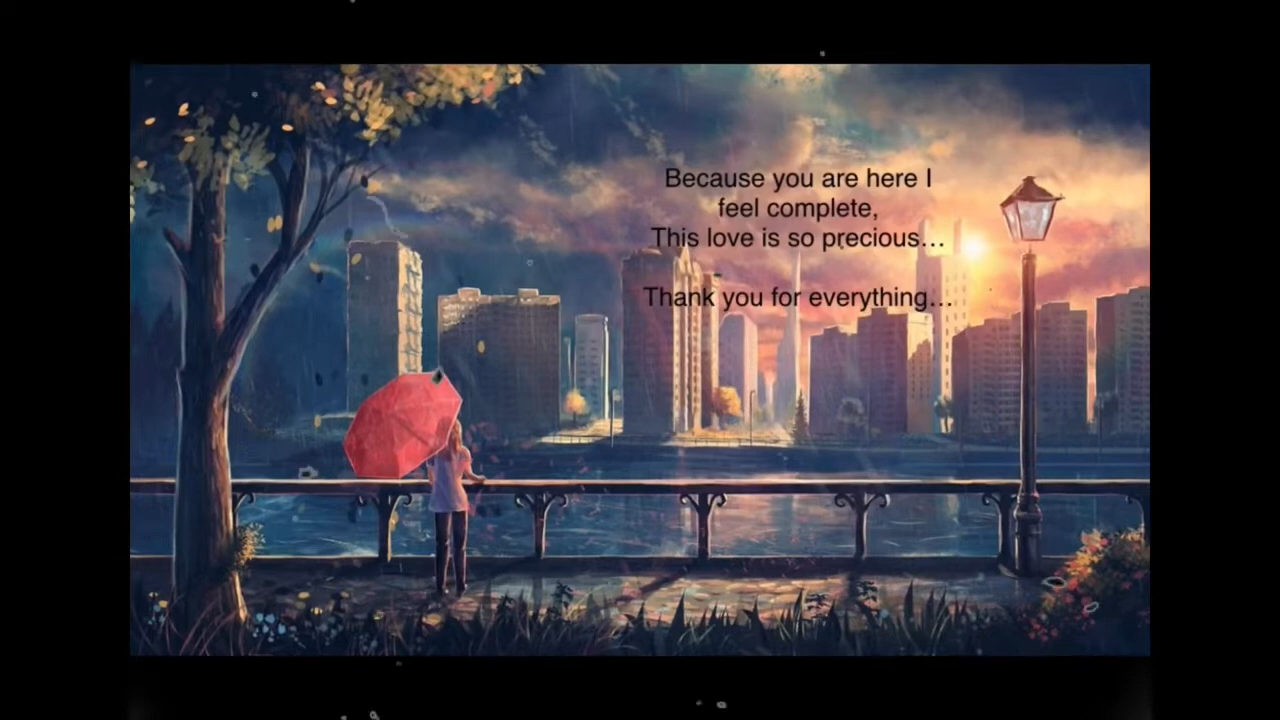 Because you are here I
feel complete,
This love is so precious…
Thank you for everything…